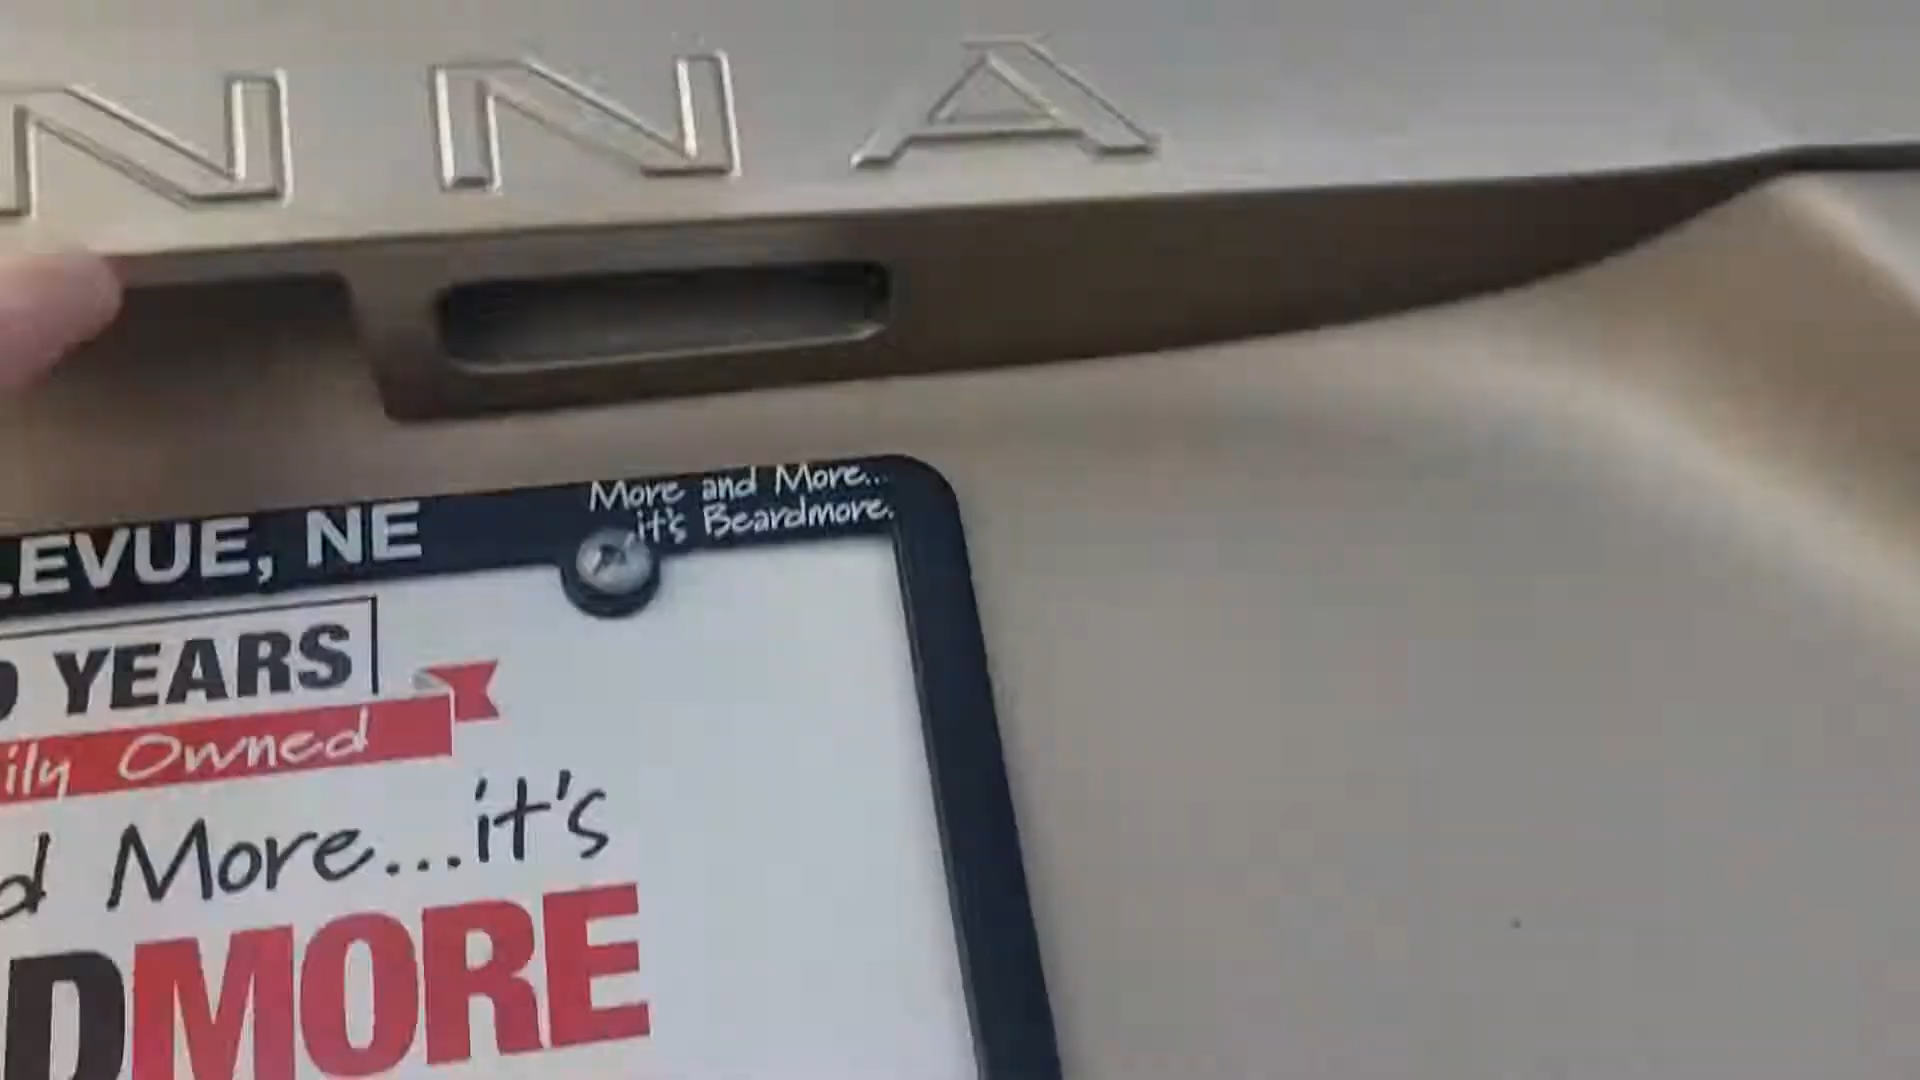 NNA
More and More...
it's Beardmore.
LEVUE, NE
YEARS
ily Owned
d More...it's
DMORE